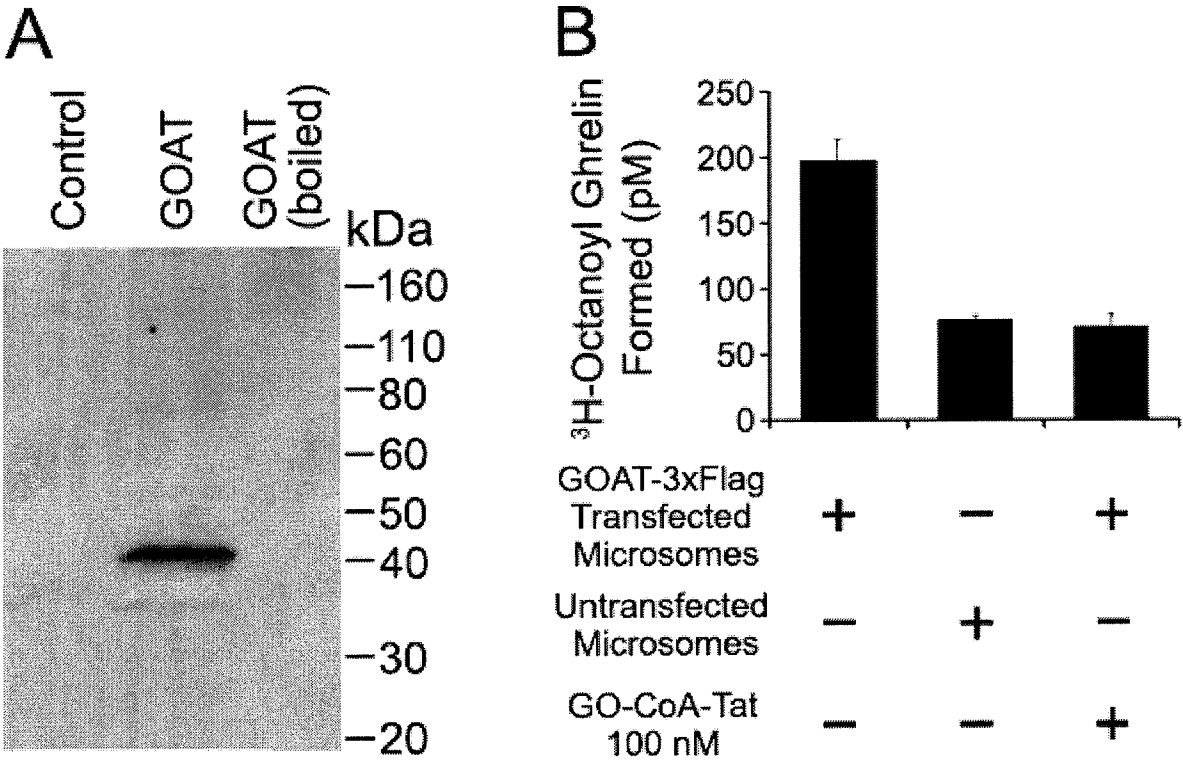 A
Control
GOAT
GOAT
(boiled)
kDa
160
110
80
60
50
40
30
20
B
³H-Octanoyl Ghrelin
Formed (pM)
250
200
150
100
50
0
GOAT-3xFlag
Transfected
Microsomes
+ − +
Untransfected
Microsomes
− + −
GO-CoA-Tat
100 nM
− − +